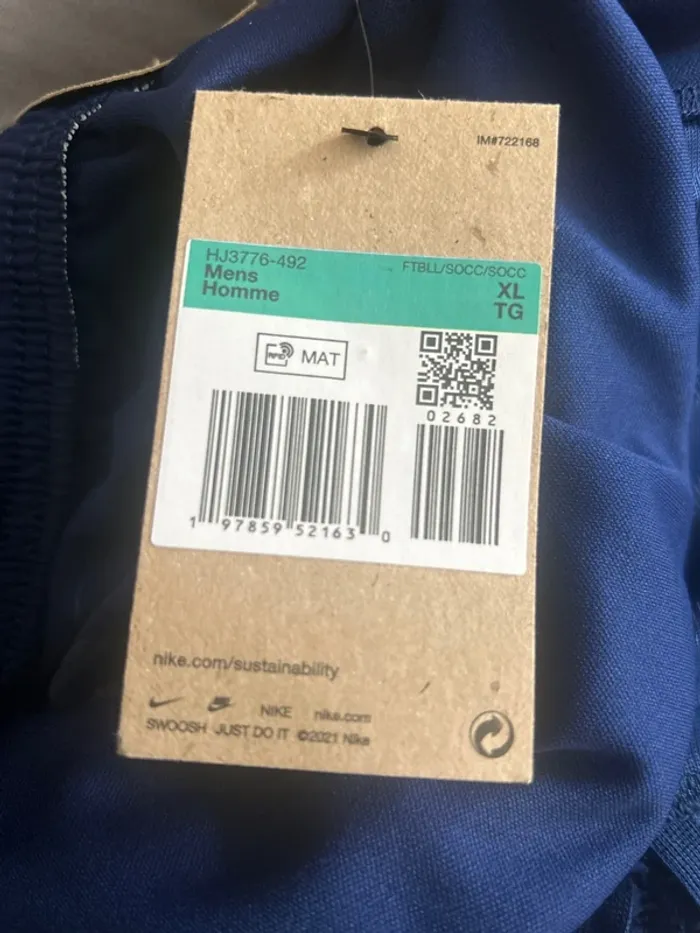 IM#722168
HJ3776-492
FTBLL/SOCC/SOCC
Mens
XL
Homme
TG
RFID MAT
02682
1 97859 52163 0
nike.com/sustainability
NIKE nike.com
SWOOSH JUST DO IT ©2021 Nike